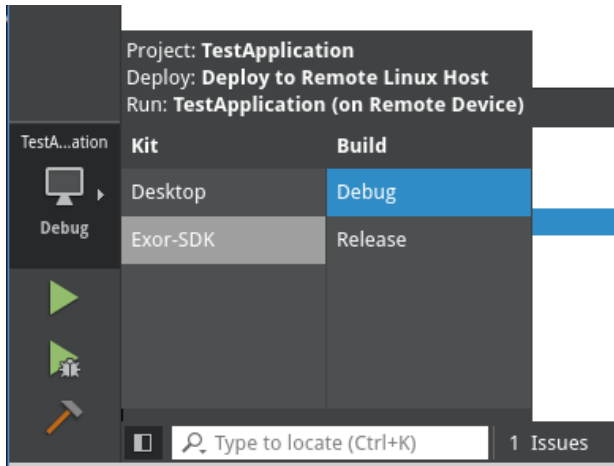 Project: TestApplication
Deploy: Deploy to Remote Linux Host
Run: TestApplication (on Remote Device)
TestA...ation
Kit
Build
Desktop
Debug
Debug
Exor-SDK
Release
Type to locate (Ctrl+K)
1 Issues